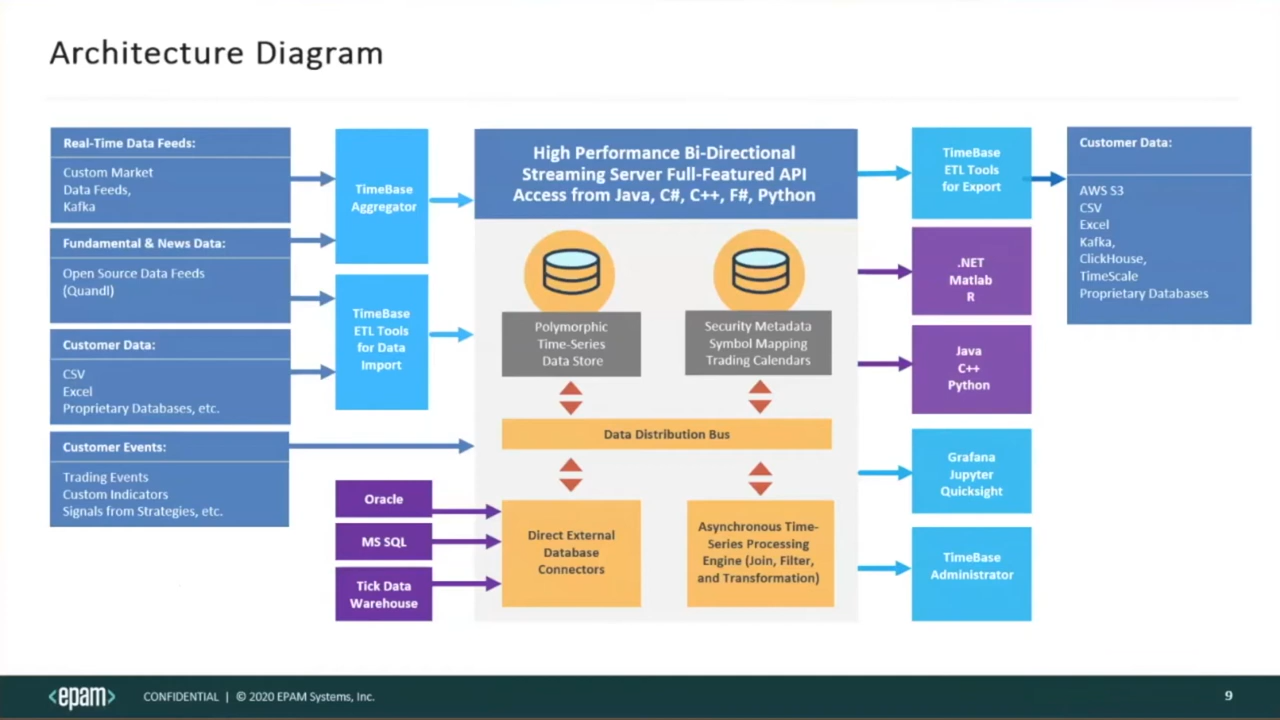 Architecture Diagram
Real-Time Data Feeds:
Custom Market
Data Feeds,
Kafka
Fundamental & News Data:
Open Source Data Feeds
(Quandl)
Customer Data:
CSV
Excel
Proprietary Databases, etc.
Customer Events:
Trading Events
Custom Indicators
Signals from Strategies, etc.
TimeBase
Aggregator
TimeBase
ETL Tools
for Data
Import
Oracle
MS SQL
Tick Data
Warehouse
High Performance Bi-Directional
Streaming Server Full-Featured API
Access from Java, C#, C++, F#, Python
Polymorphic
Time-Series
Data Store
Security Metadata
Symbol Mapping
Trading Calendars
Data Distribution Bus
Direct External
Database
Connectors
Asynchronous Time-
Series Processing
Engine (Join, Filter,
and Transformation)
TimeBase
ETL Tools
for Export
.NET
Matlab
R
Java
C++
Python
Grafana
Jupyter
Quicksight
TimeBase
Administrator
Customer Data:
AWS S3
CSV
Excel
Kafka,
ClickHouse,
TimeScale
Proprietary Databases
<epam>
CONFIDENTIAL | © 2020 EPAM Systems, Inc.
9